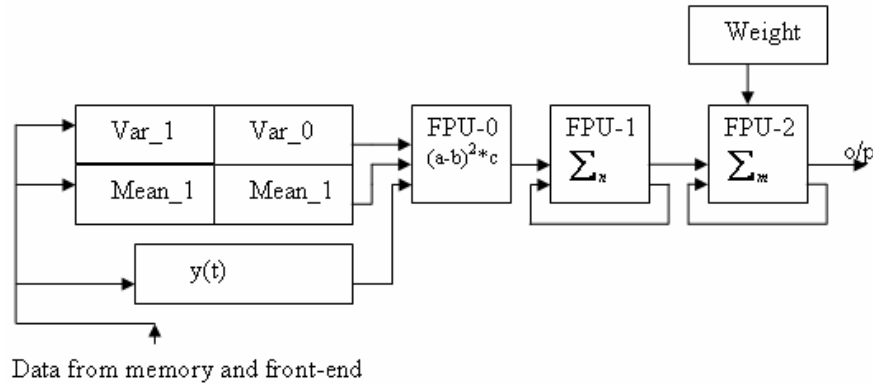 Weight
Var_1
Var_0
FPU-0
(a-b)²*c
FPU-1
∑n
FPU-2
∑m
o/p
Mean_1
Mean_1
y(t)
Data from memory and front-end